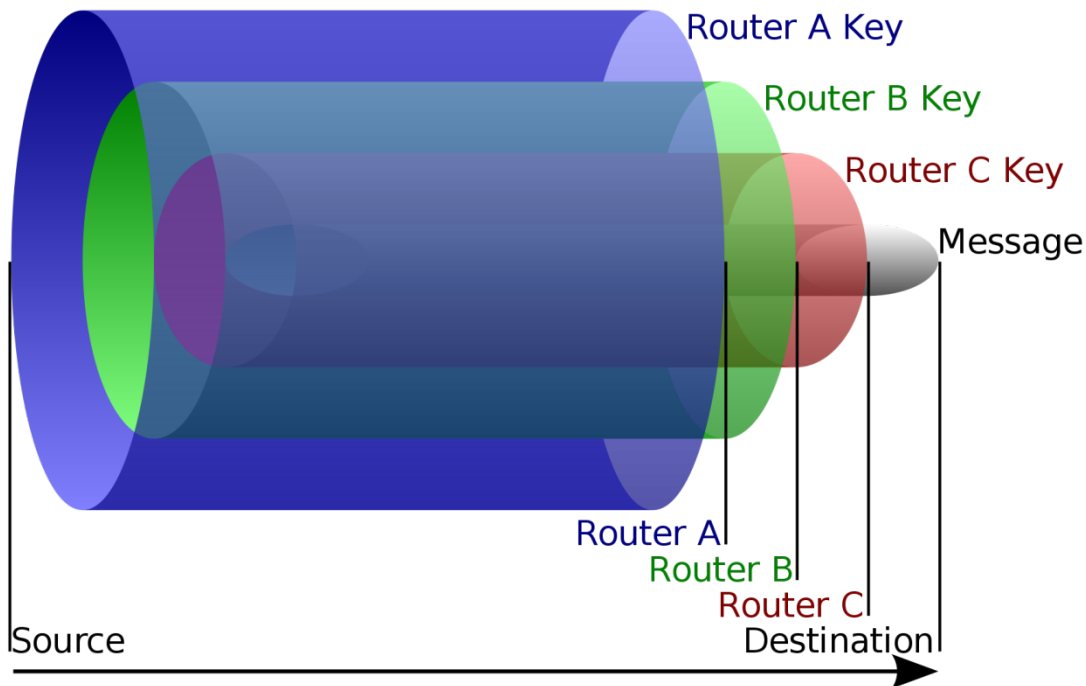 Router A Key
Router B Key
Router C Key
Message
Router A
Router B
Router C
Source
Destination